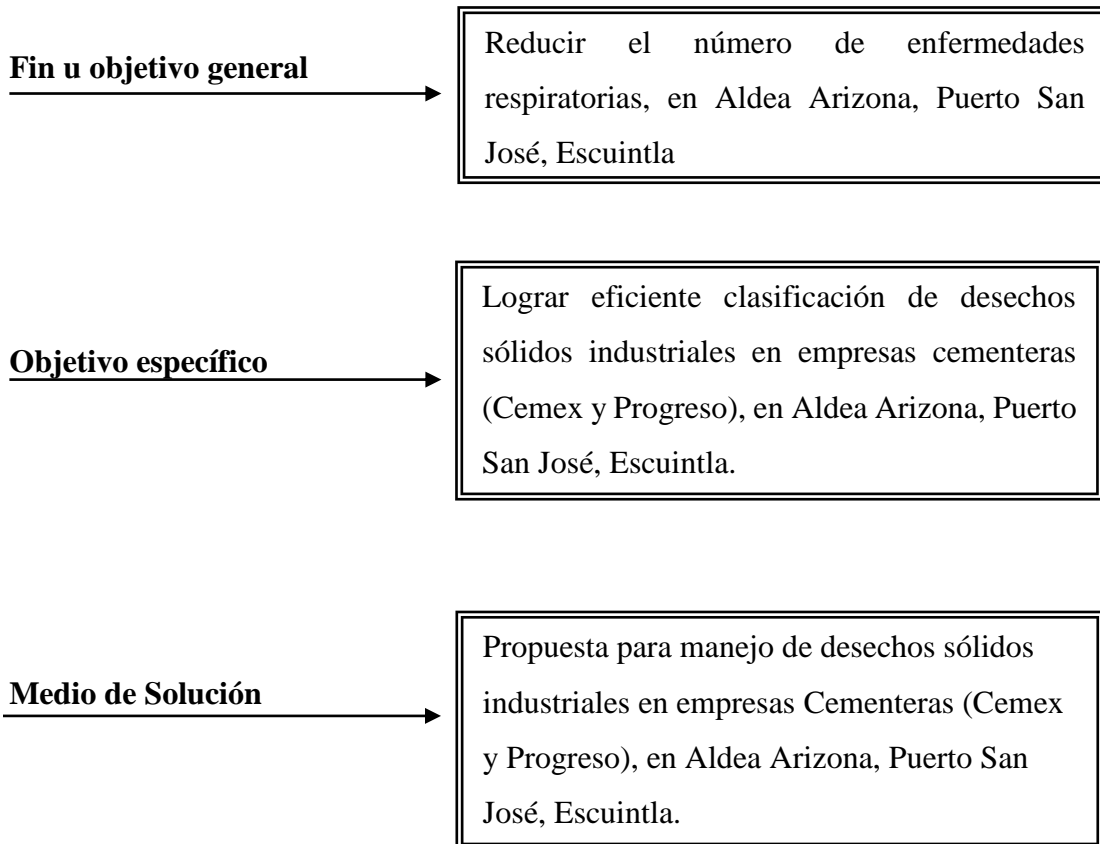 Fin u objetivo general
Reducir el número de enfermedades
respiratorias, en Aldea Arizona, Puerto San
José, Escuintla
Objetivo específico
Lograr eficiente clasificación de desechos
sólidos industriales en empresas cementeras
(Cemex y Progreso), en Aldea Arizona, Puerto
San José, Escuintla.
Medio de Solución
Propuesta para manejo de desechos sólidos
industriales en empresas Cementeras (Cemex
y Progreso), en Aldea Arizona, Puerto San
José, Escuintla.